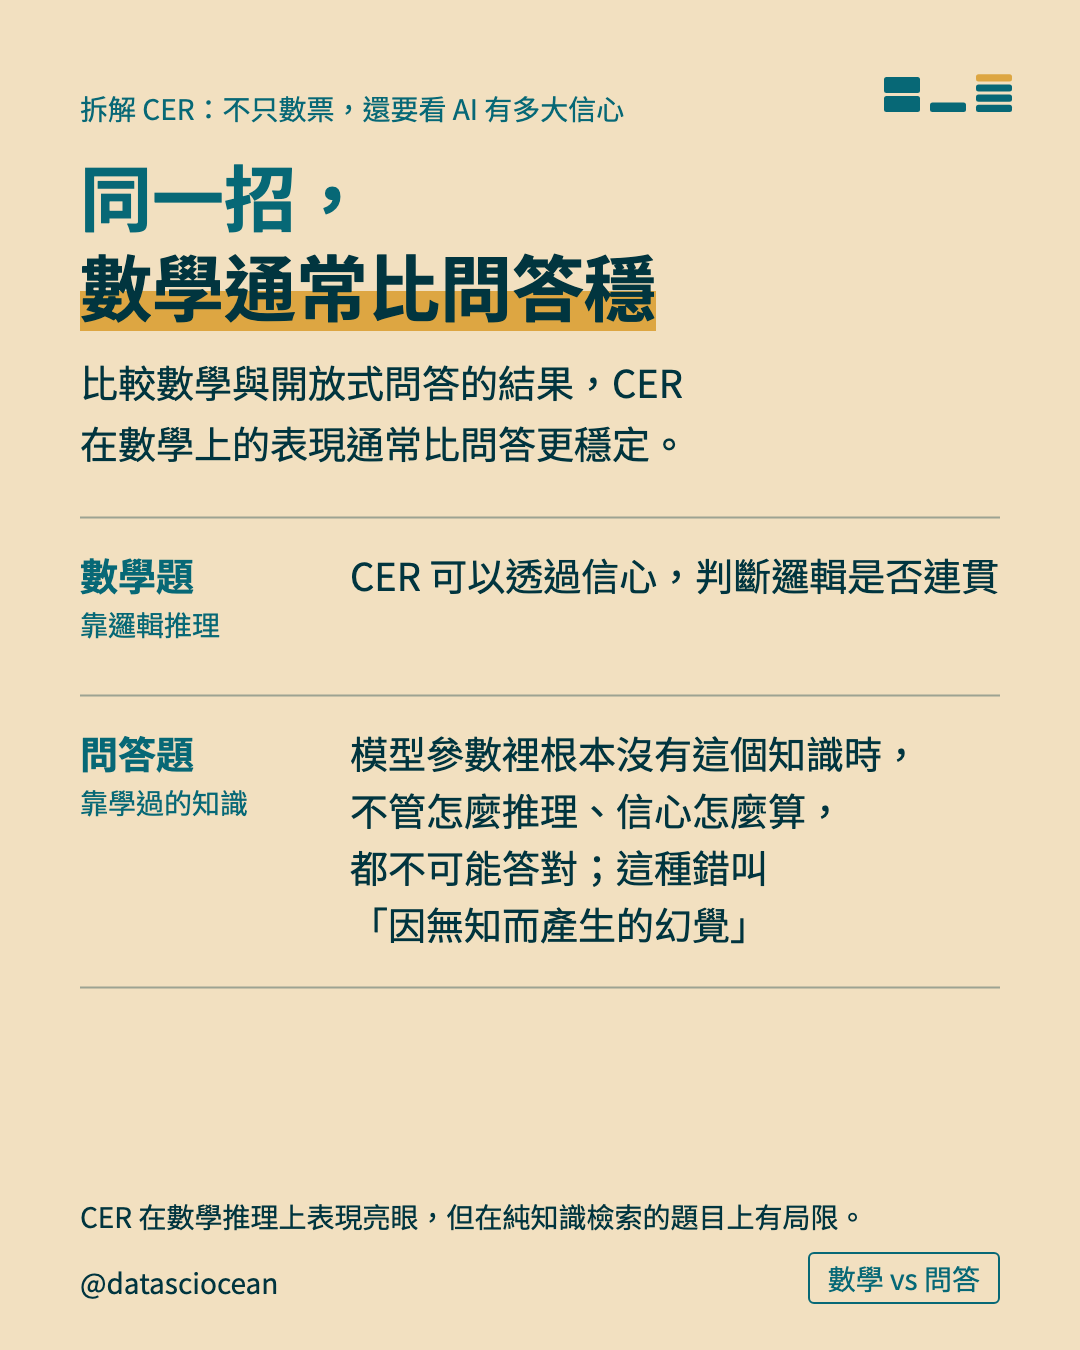 拆解 CER：不只數票，還要看 AI 有多大信心
同一招，
數學通常比問答穩
比較數學與開放式問答的結果，CER
在數學上的表現通常比問答更穩定。
數學題
靠邏輯推理
CER 可以透過信心，判斷邏輯是否連貫
問答題
靠學過的知識
模型參數裡根本沒有這個知識時，
不管怎麼推理、信心怎麼算，
都不可能答對；這種錯叫
「因無知而產生的幻覺」
CER 在數學推理上表現亮眼，但在純知識檢索的題目上有局限。
@datasciocean
數學 vs 問答